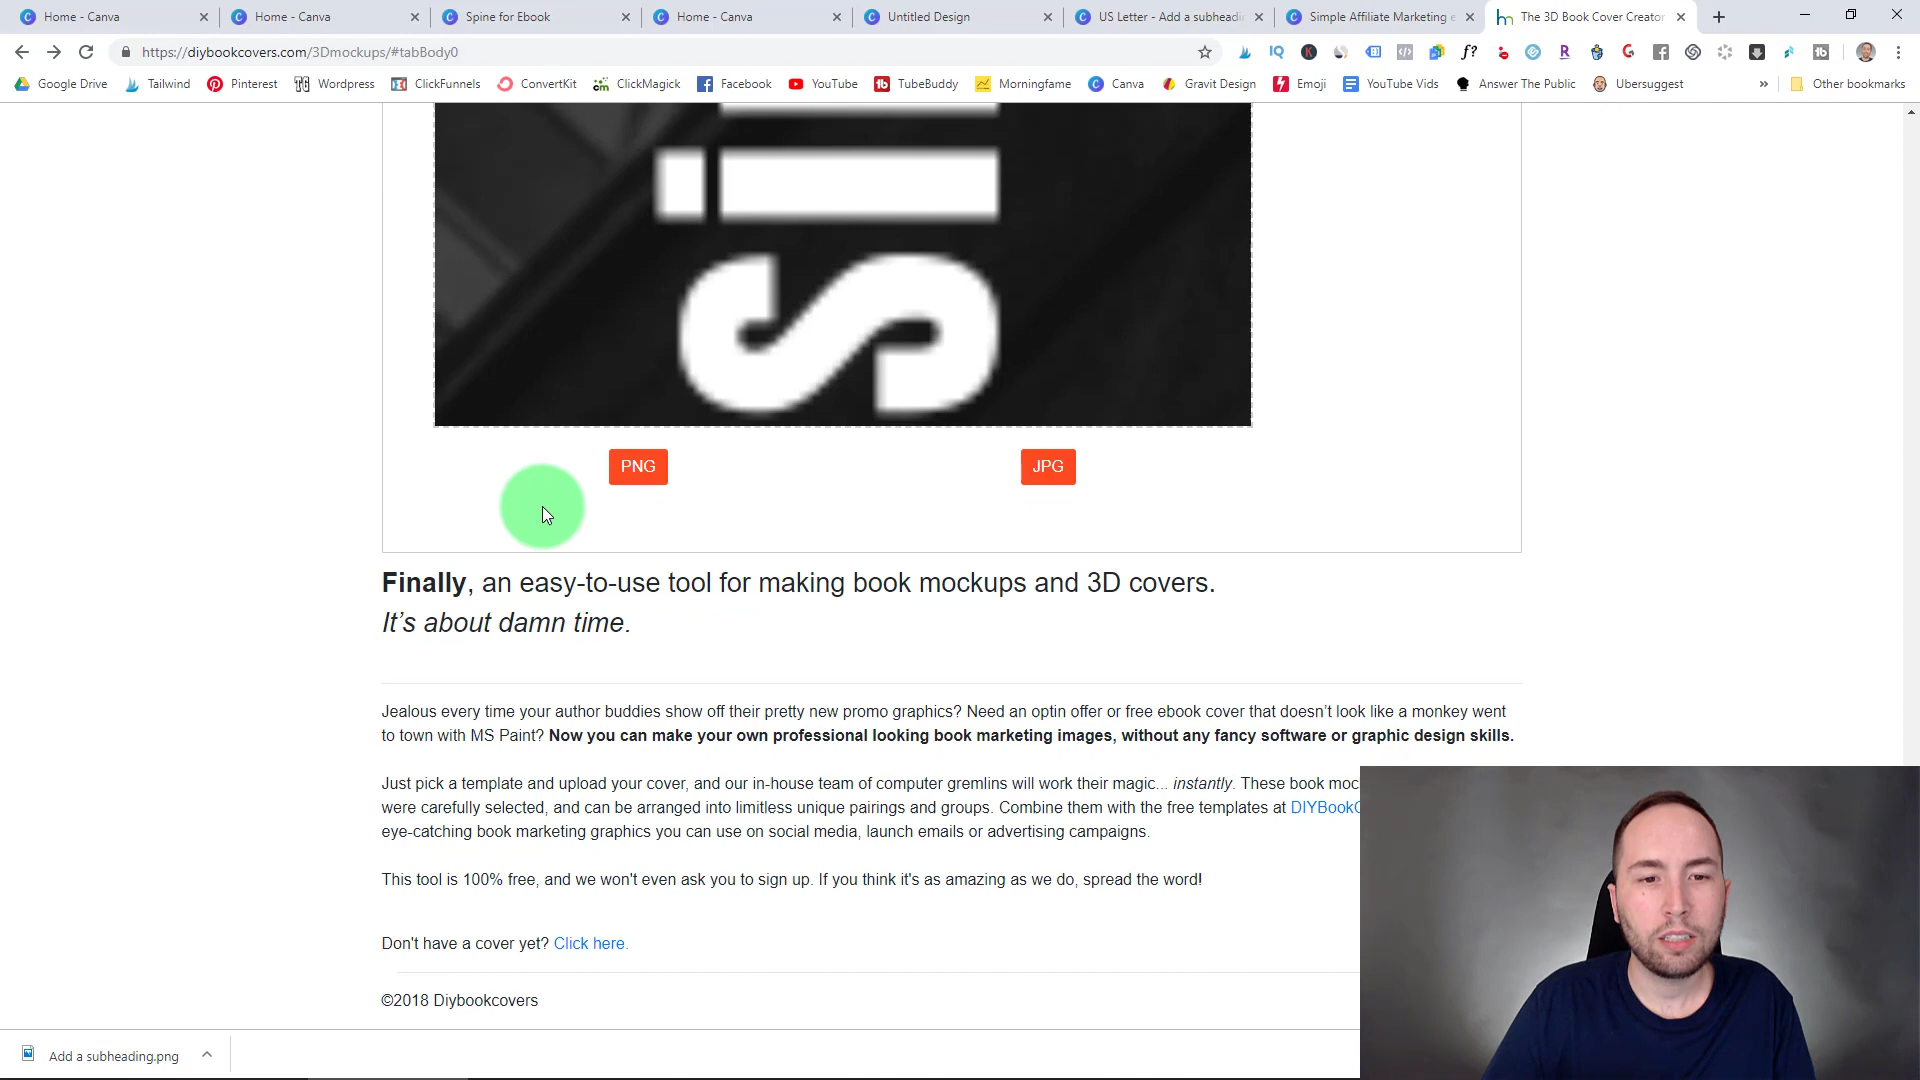 Home - Canva
Home - Canva
Spine for Ebook
Home - Canva
Untitled Design
US Letter - Add a subheadi
Simple Affiliate Marketing e
The 3D Book Cover Creator
https://diybookcovers.com/3Dmockups/#tabBody0
Google Drive
Tailwind
Pinterest
Wordpress
ClickFunnels
ConvertKit
ClickMagick
Facebook
YouTube
TubeBuddy
Morningfame
Canva
Gravit Design
Emoji
YouTube Vids
Answer The Public
Ubersuggest
Other bookmarks
PNG
JPG
Finally, an easy-to-use tool for making book mockups and 3D covers.
It’s about damn time.
Jealous every time your author buddies show off their pretty new promo graphics? Need an optin offer or free ebook cover that doesn’t look like a monkey went
to town with MS Paint? Now you can make your own professional looking book marketing images, without any fancy software or graphic design skills.
Just pick a template and upload your cover, and our in-house team of computer gremlins will work their magic... instantly. These book moc
were carefully selected, and can be arranged into limitless unique pairings and groups. Combine them with the free templates at DIYBookC
eye-catching book marketing graphics you can use on social media, launch emails or advertising campaigns.
This tool is 100% free, and we won't even ask you to sign up. If you think it's as amazing as we do, spread the word!
Don't have a cover yet? Click here.
©2018 Diybookcovers
Add a subheading.png